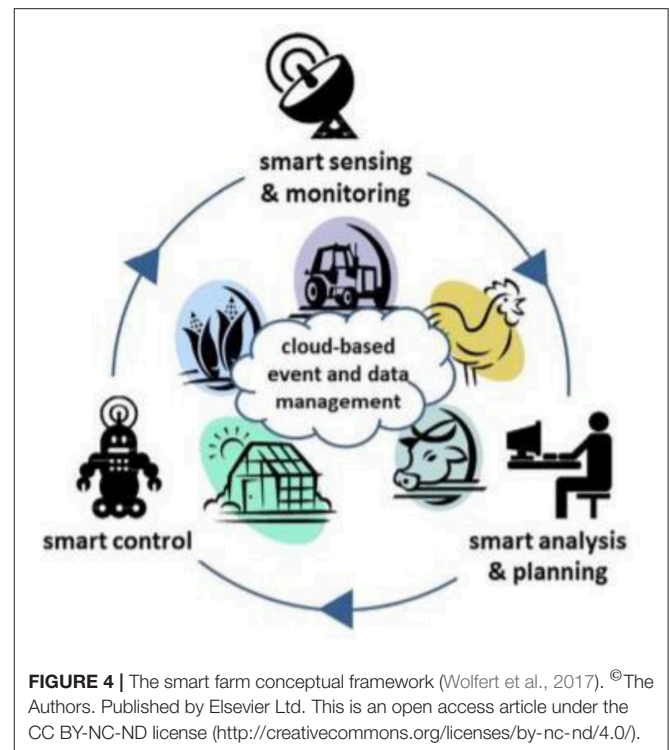 smart sensing
& monitoring
cloud-based
event and data
management
smart control
smart analysis
& planning
FIGURE 4 | The smart farm conceptual framework (Wolfert et al., 2017). ©The
Authors. Published by Elsevier Ltd. This is an open access article under the
CC BY-NC-ND license (http://creativecommons.org/licenses/by-nc-nd/4.0/).